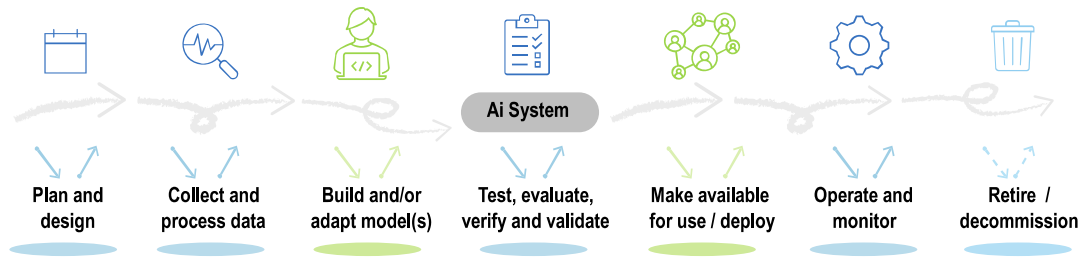 </>
Ai System
Plan and
design
Collect and
process data
Build and/or
adapt model(s)
Test, evaluate,
verify and validate
Make available
for use / deploy
Operate and
monitor
Retire /
decommission